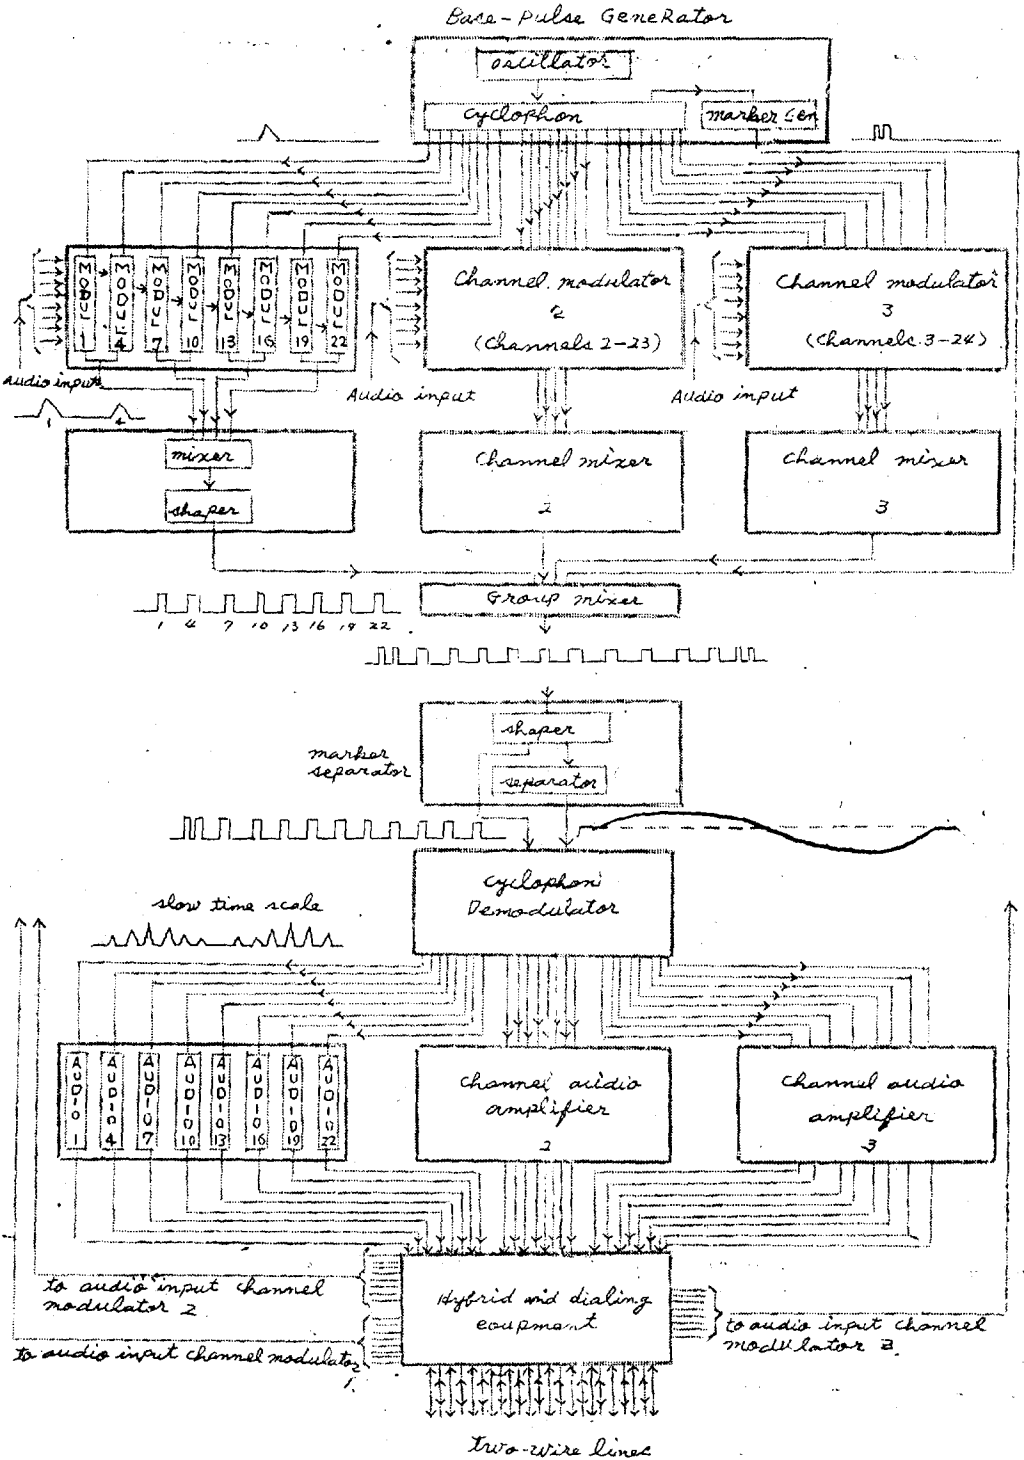 Base-Pulse Generator
oscillator
Cyclophon
marker Gen
MODUL 1
MODUL 4
MODUL 7
MODUL 10
MODUL 13
MODUL 16
MODUL 19
MODUL 22
Channel modulator
2
(Channels 2-23)
Channel modulator
3
(Channels 3-24)
audio inputs
Audio input
Audio input
1 4
mixer
shaper
Channel mixer
2
Channel mixer
3
Group mixer
1 4 7 10 13 16 19 22
shaper
marker
separator
separator
Cyclophon
Demodulator
slow time scale
AUDIO 1
AUDIO 4
AUDIO 7
AUDIO 10
AUDIO 13
AUDIO 16
AUDIO 19
AUDIO 22
Channel audio
amplifier
2
Channel audio
amplifier
3
Hybrid and dialing
equpment
to audio input channel
modulator 2
to audio input channel modulator
1
to audio input channel
modulator 3
two-wire lines